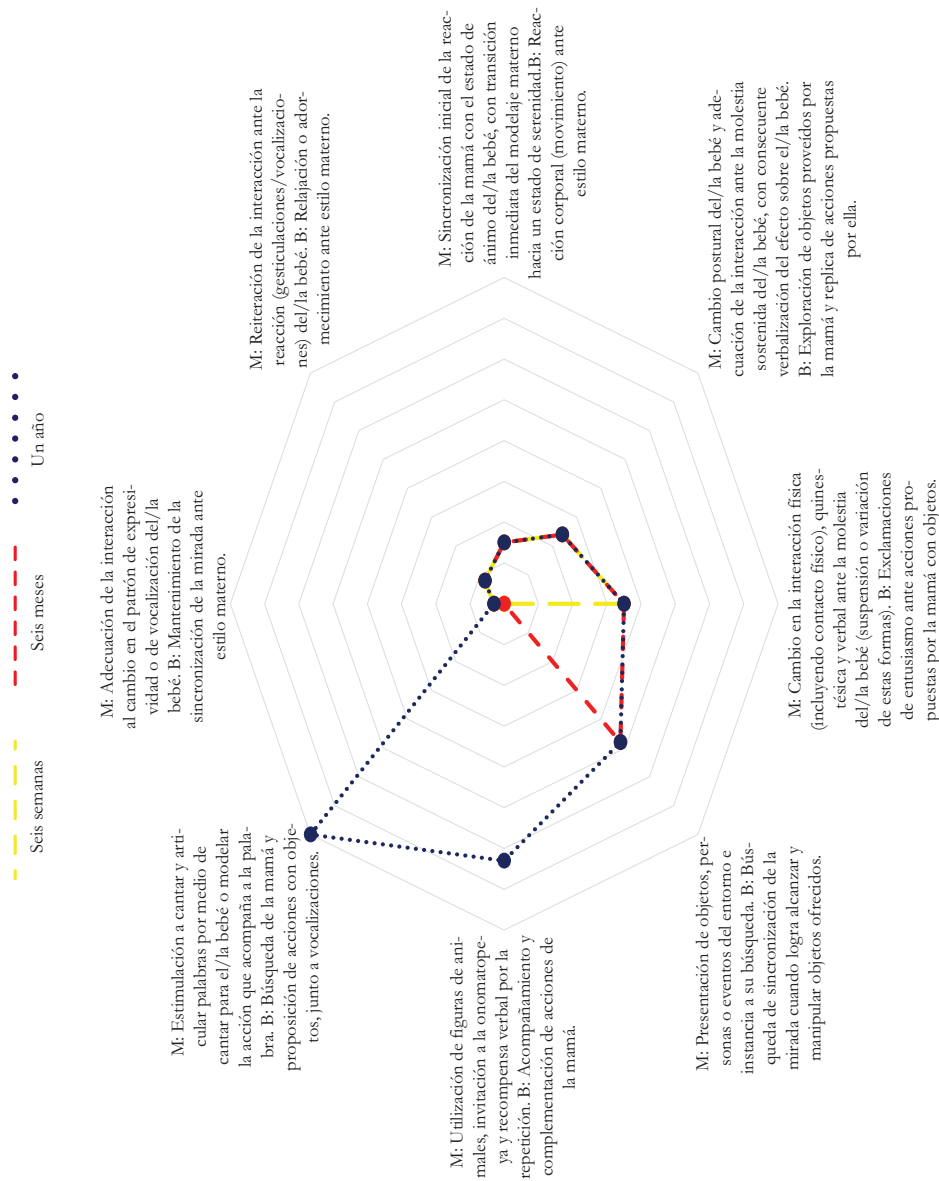 Seis semanas
Seis meses
Un año
M: Adecuación de la interacción
al cambio en el patrón de expresi-
vidad o de vocalización del/la
bebé. B: Mantenimiento de la
sincronización de la mirada ante
estilo materno.
M: Reiteración de la interacción ante la
reacción (gesticulaciones/vocalizacio-
nes) del/la bebé. B: Relajación o ador-
mecimiento ante estilo materno.
M: Sincronización inicial de la reac-
ción de la mamá con el estado de
ánimo del/la bebé, con transición
inmediata del modelaje materno
hacia un estado de serenidad.B: Reac-
ción corporal (movimiento) ante
estilo materno.
M: Cambio postural del/la bebé y ade-
cuación de la interacción ante la molestia
sostenida del/la bebé, con consecuente
verbalización del efecto sobre el/la bebé.
B: Exploración de objetos proveídos por
la mamá y replica de acciones propuestas
por ella.
M: Cambio en la interacción física
(incluyendo contacto físico), quines-
tésica y verbal ante la molestia
del/la bebé (suspensión o variación
de estas formas). B: Exclamaciones
de entusiasmo ante acciones pro-
puestas por la mamá con objetos.
M: Presentación de objetos, per-
sonas o eventos del entorno e
instancia a su búsqueda. B: Bús-
queda de sincronización de la
mirada cuando logra alcanzar y
manipular objetos ofrecidos.
M: Utilización de figuras de ani-
males, invitación a la onomatope-
ya y recompensa verbal por la
repetición. B: Acompañamiento y
complementación de acciones de
la mamá.
M: Estimulación a cantar y arti-
cular palabras por medio de
cantar para el/la bebé o modelar
la acción que acompaña a la pala-
bra. B: Búsqueda de la mamá y
proposición de acciones con obje-
tos, junto a vocalizaciones.